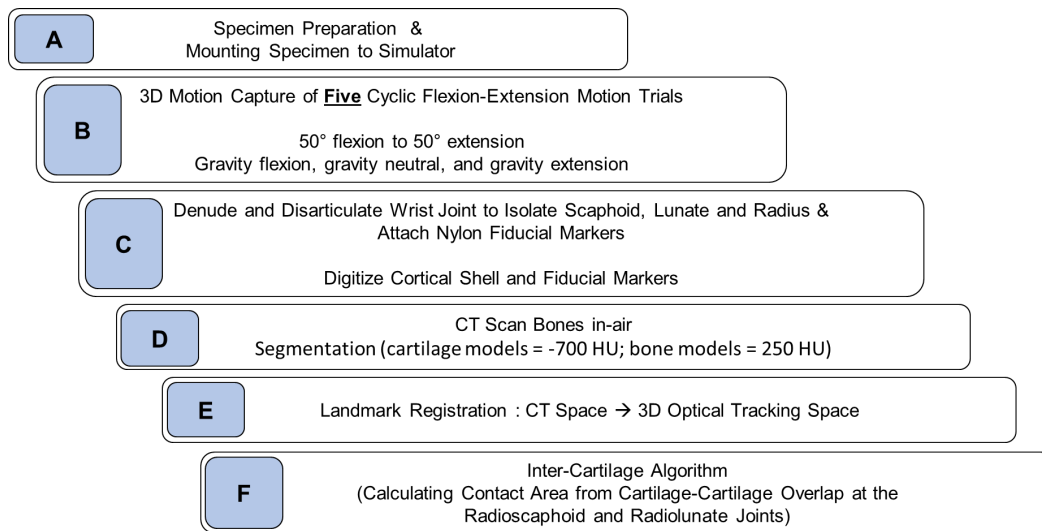 A
Specimen Preparation &
Mounting Specimen to Simulator
B
3D Motion Capture of Five Cyclic Flexion-Extension Motion Trials
50° flexion to 50° extension
Gravity flexion, gravity neutral, and gravity extension
C
Denude and Disarticulate Wrist Joint to Isolate Scaphoid, Lunate and Radius &
Attach Nylon Fiducial Markers
Digitize Cortical Shell and Fiducial Markers
D
CT Scan Bones in-air
Segmentation (cartilage models = -700 HU; bone models = 250 HU)
E
Landmark Registration : CT Space → 3D Optical Tracking Space
F
Inter-Cartilage Algorithm
(Calculating Contact Area from Cartilage-Cartilage Overlap at the
Radioscaphoid and Radiolunate Joints)